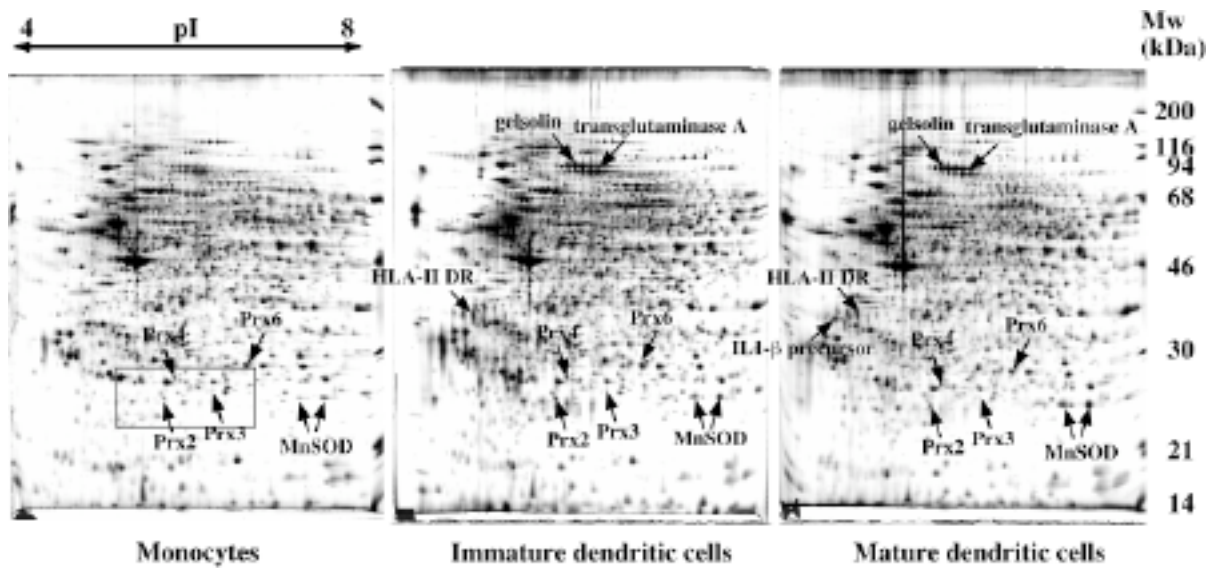 4 pI 8
Mw
(kDa)
200
116
94
68
46
30
21
14
Prx4
Prx6
Prx2
Prx3
MnSOD
Monocytes
gelsolin
transglutaminase A
HLA-II DR
Prx4
Prx6
Prx2
Prx3
MnSOD
Immature dendritic cells
gelsolin
transglutaminase A
HLA-II DR
IL1-β precursor
Prx4
Prx6
Prx2
Prx3
MnSOD
Mature dendritic cells